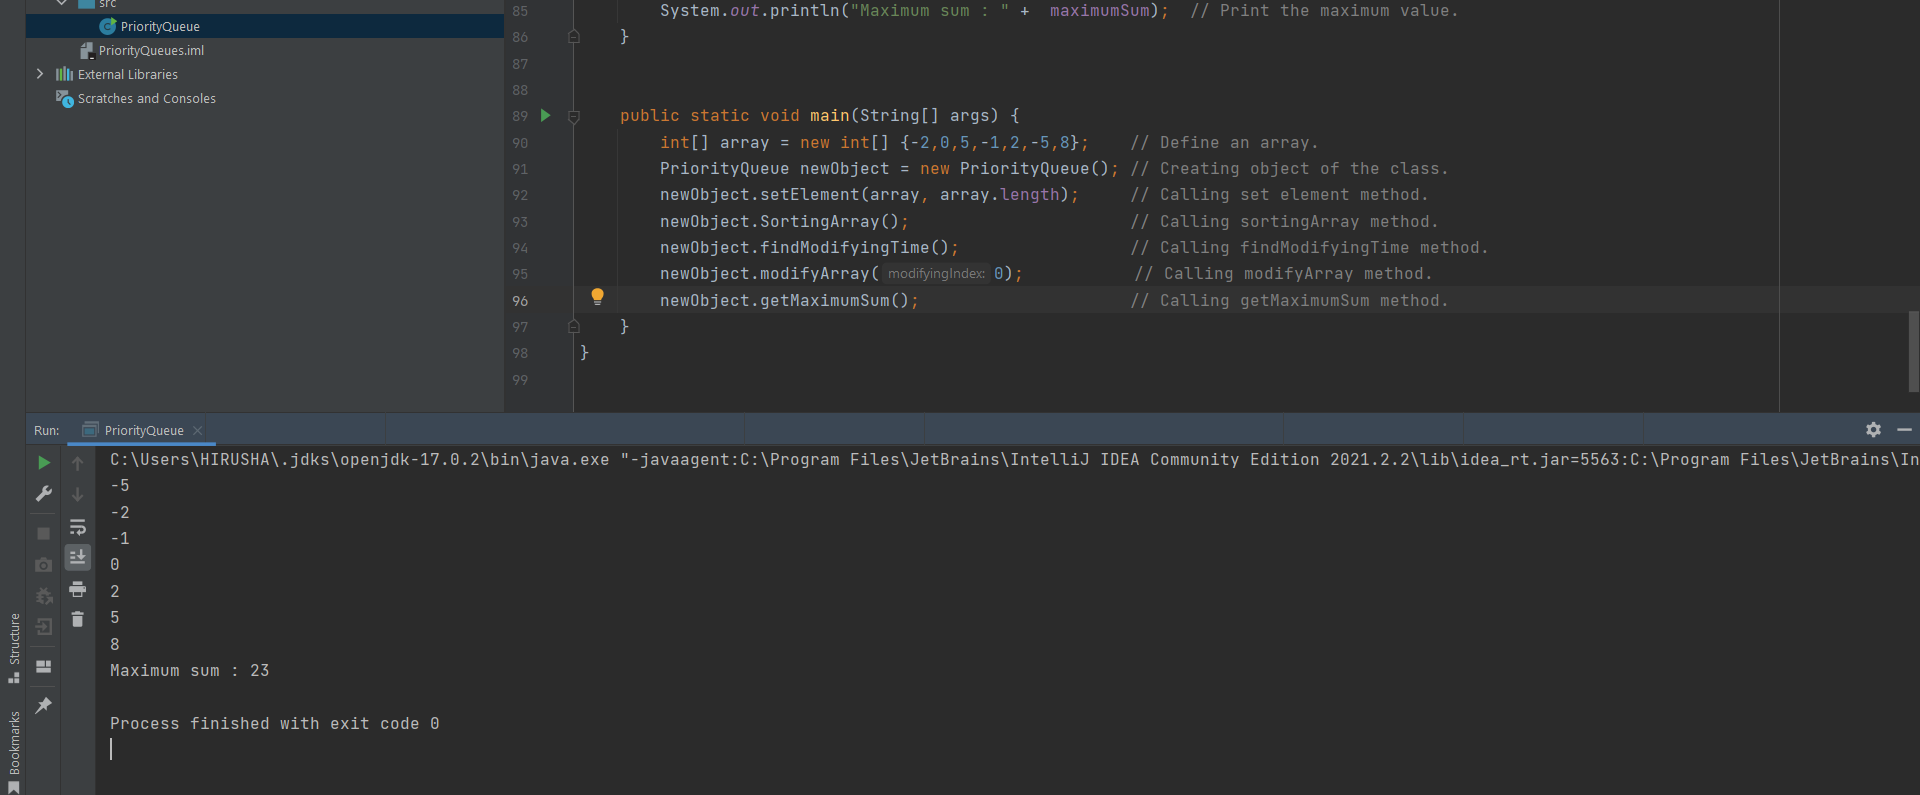 src
PriorityQueue
PriorityQueues.iml
External Libraries
Scratches and Consoles
85 System.out.println("Maximum sum : " +  maximumSum);  // Print the maximum value.
86 }
87
88
89 public static void main(String[] args) {
90 int[] array = new int[] {-2,0,5,-1,2,-5,8};    // Define an array.
91 PriorityQueue newObject = new PriorityQueue(); // Creating object of the class.
92 newObject.setElement(array, array.length);     // Calling set element method.
93 newObject.SortingArray();                      // Calling sortingArray method.
94 newObject.findModifyingTime();                 // Calling findModifyingTime method.
95 newObject.modifyArray( modifyingIndex: 0);           // Calling modifyArray method.
96 newObject.getMaximumSum();                     // Calling getMaximumSum method.
97 }
98 }
99
Run: PriorityQueue
C:\Users\HIRUSHA\.jdks\openjdk-17.0.2\bin\java.exe "-javaagent:C:\Program Files\JetBrains\IntelliJ IDEA Community Edition 2021.2.2\lib\idea_rt.jar=5563:C:\Program Files\JetBrains\In
-5
-2
-1
0
2
5
8
Maximum sum : 23
Process finished with exit code 0
Structure
Bookmarks